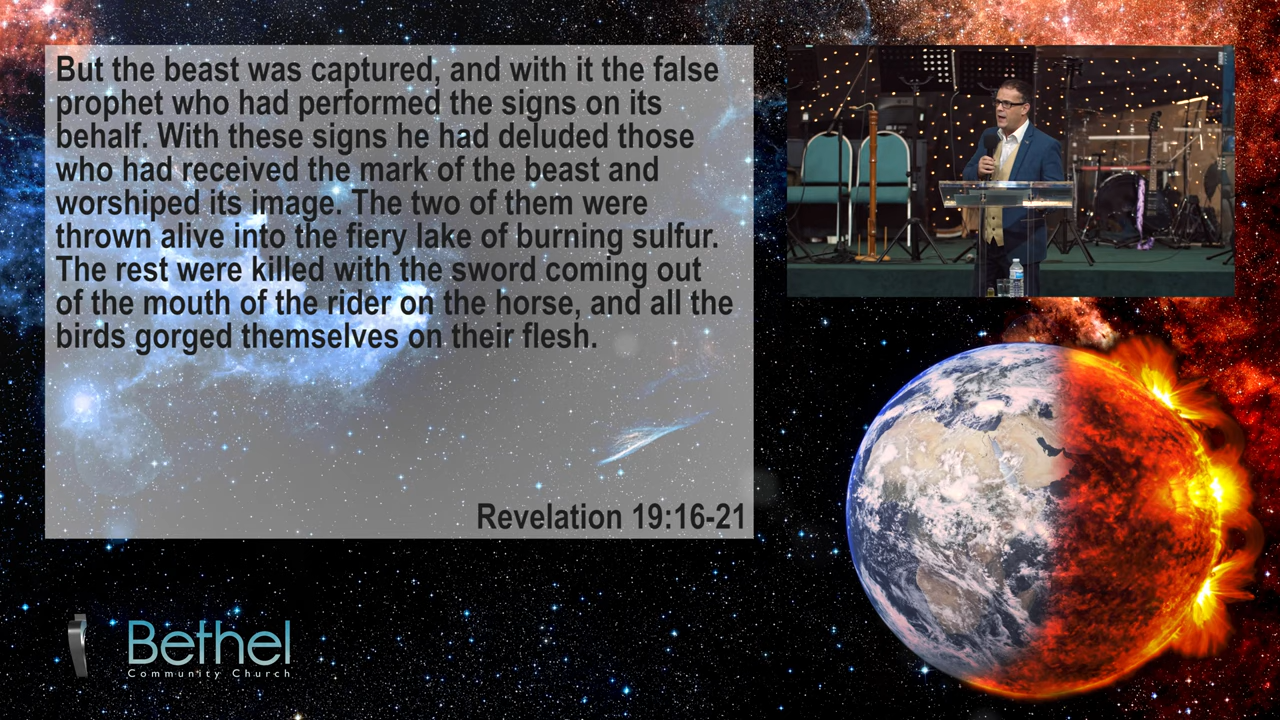 But the beast was captured, and with it the false
prophet who had performed the signs on its
behalf. With these signs he had deluded those
who had received the mark of the beast and
worshiped its image. The two of them were
thrown alive into the fiery lake of burning sulfur.
The rest were killed with the sword coming out
of the mouth of the rider on the horse, and all the
birds gorged themselves on their flesh.
Revelation 19:16-21
Bethel
Community Church